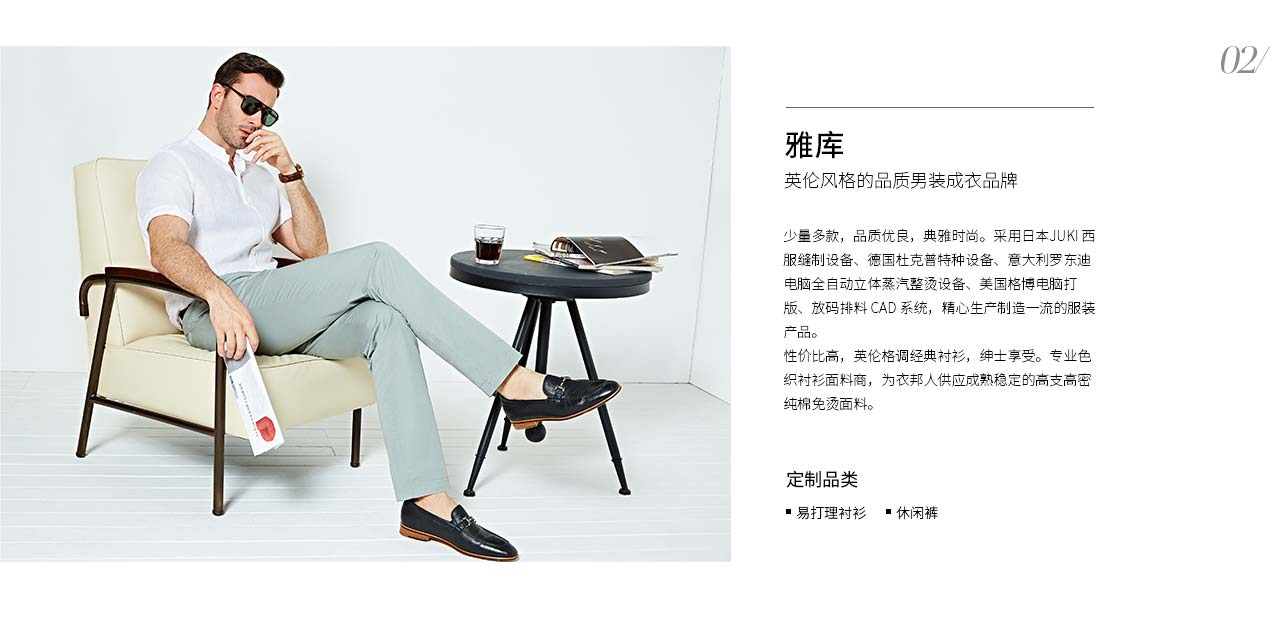 02/
雅库
英伦风格的品质男装成衣品牌
少量多款，品质优良，典雅时尚。采用日本JUKI 西
服缝制设备、德国杜克普特种设备、意大利罗东迪
电脑全自动立体蒸汽整烫设备、美国格博电脑打
版、放码排料 CAD 系统，精心生产制造一流的服装
产品。
性价比高，英伦格调经典衬衫，绅士享受。专业色
织衬衫面料商，为衣邦人供应成熟稳定的高支高密
纯棉免烫面料。
定制品类
▪ 易打理衬衫 ▪ 休闲裤